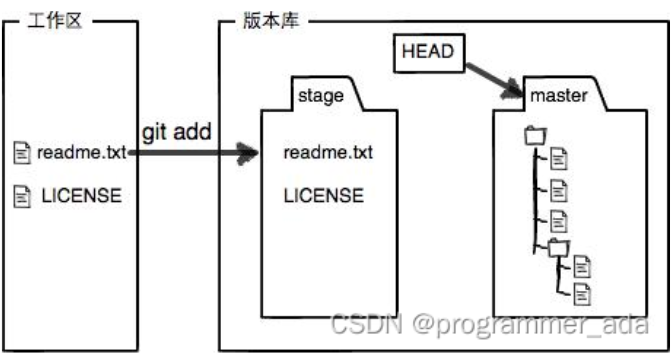 工作区
版本库
HEAD
stage
master
git add
readme.txt
LICENSE
readme.txt
LICENSE
CSDN @programmer_ada